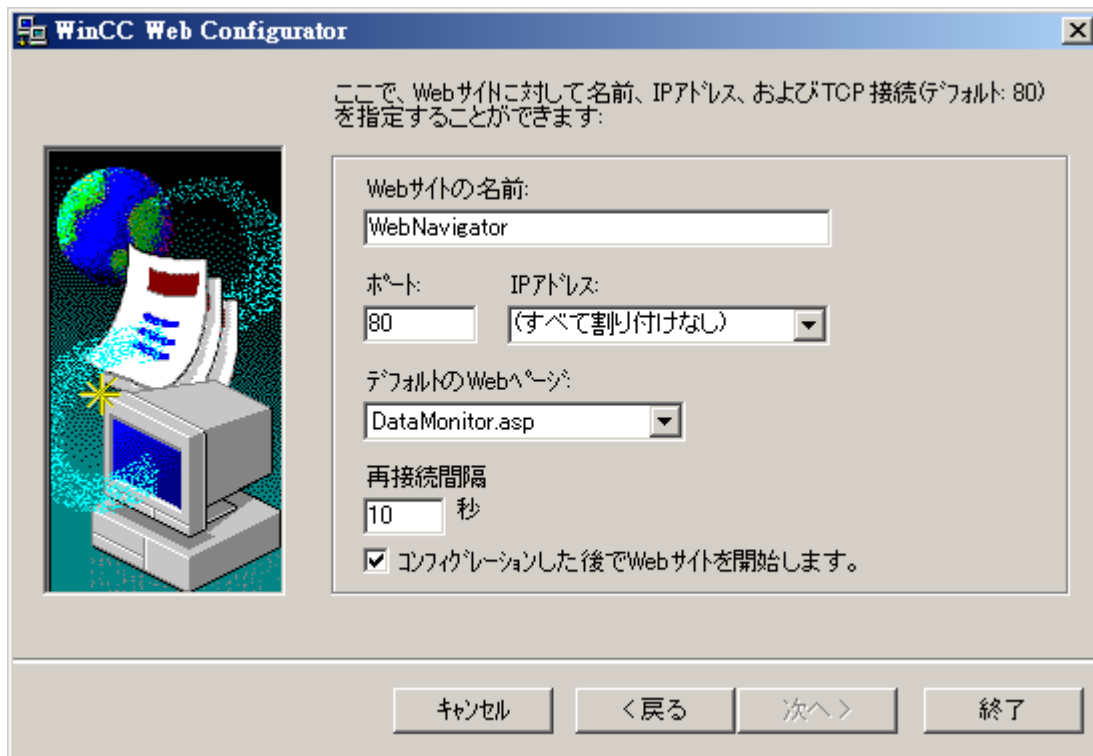 WinCC Web Configurator
ここで、Webサイトに対して名前、IPアドレス、およびTCP接続(デフォルト: 80)
を指定することができます:
Webサイトの名前:
WebNavigator
ポート: IPアドレス:
80 (すべて割り付けなし)
デフォルトのWebページ:
DataMonitor.asp
再接続間隔
10 秒
コンフィグレーションした後でWebサイトを開始します。
キャンセル < 戻る 次へ > 終了